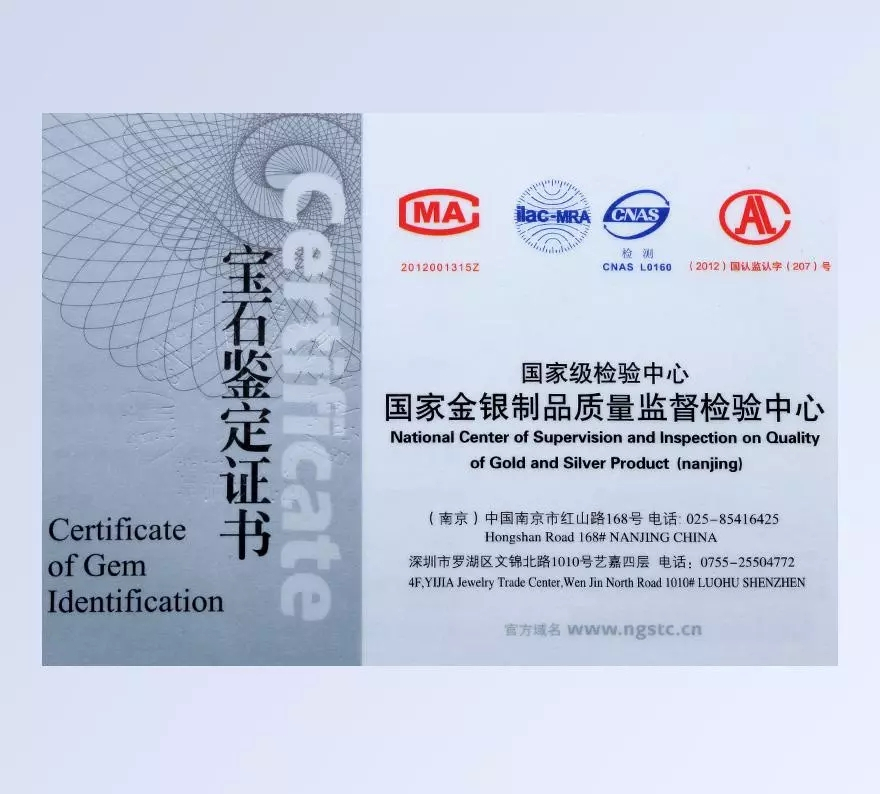 Certificate
宝石鉴定证书
Certificate
of Gem
Identification
MA
ilac-MRA
CNAS
AL
2012001315Z
检 测
CNAS L0160
(2012)国认监认字(207)号
国家级检验中心
国家金银制品质量监督检验中心
National Center of Supervision and Inspection on Quality
of Gold and Silver Product (nanjing)
(南京)中国南京市红山路168号 电话: 025-85416425
Hongshan Road 168# NANJING CHINA
深圳市罗湖区文锦北路1010号艺嘉四层 电话: 0755-25504772
4F,YIJIA Jewelry Trade Center,Wen Jin North Road 1010# LUOHU SHENZHEN
官方域名 www.ngstc.cn